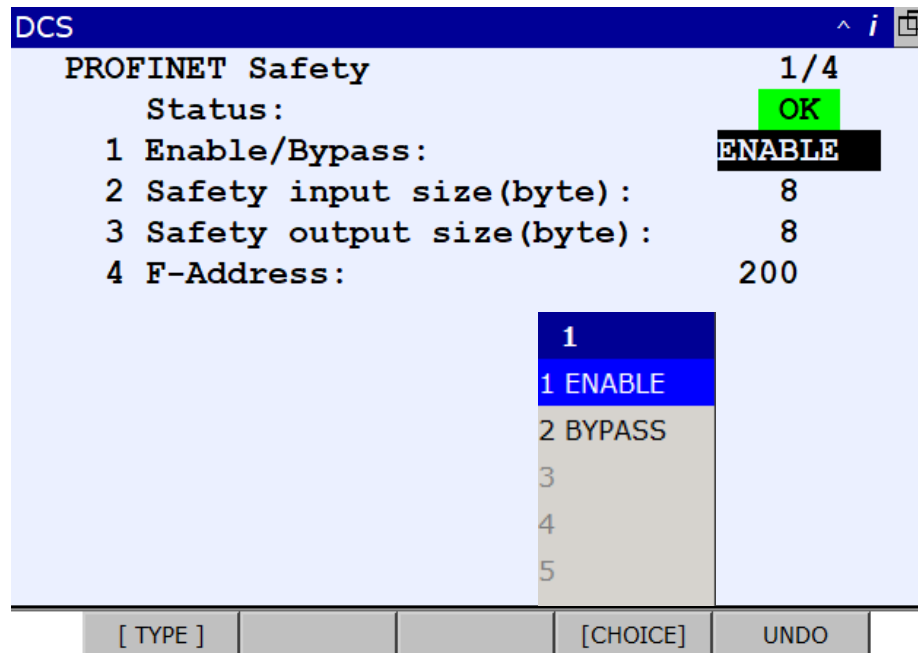 DCS ^ i
PROFINET Safety 1/4
Status: OK
1 Enable/Bypass: ENABLE
2 Safety input size(byte): 8
3 Safety output size(byte): 8
4 F-Address: 200
1
1 ENABLE
2 BYPASS
3
4
5
[ TYPE ] [CHOICE] UNDO